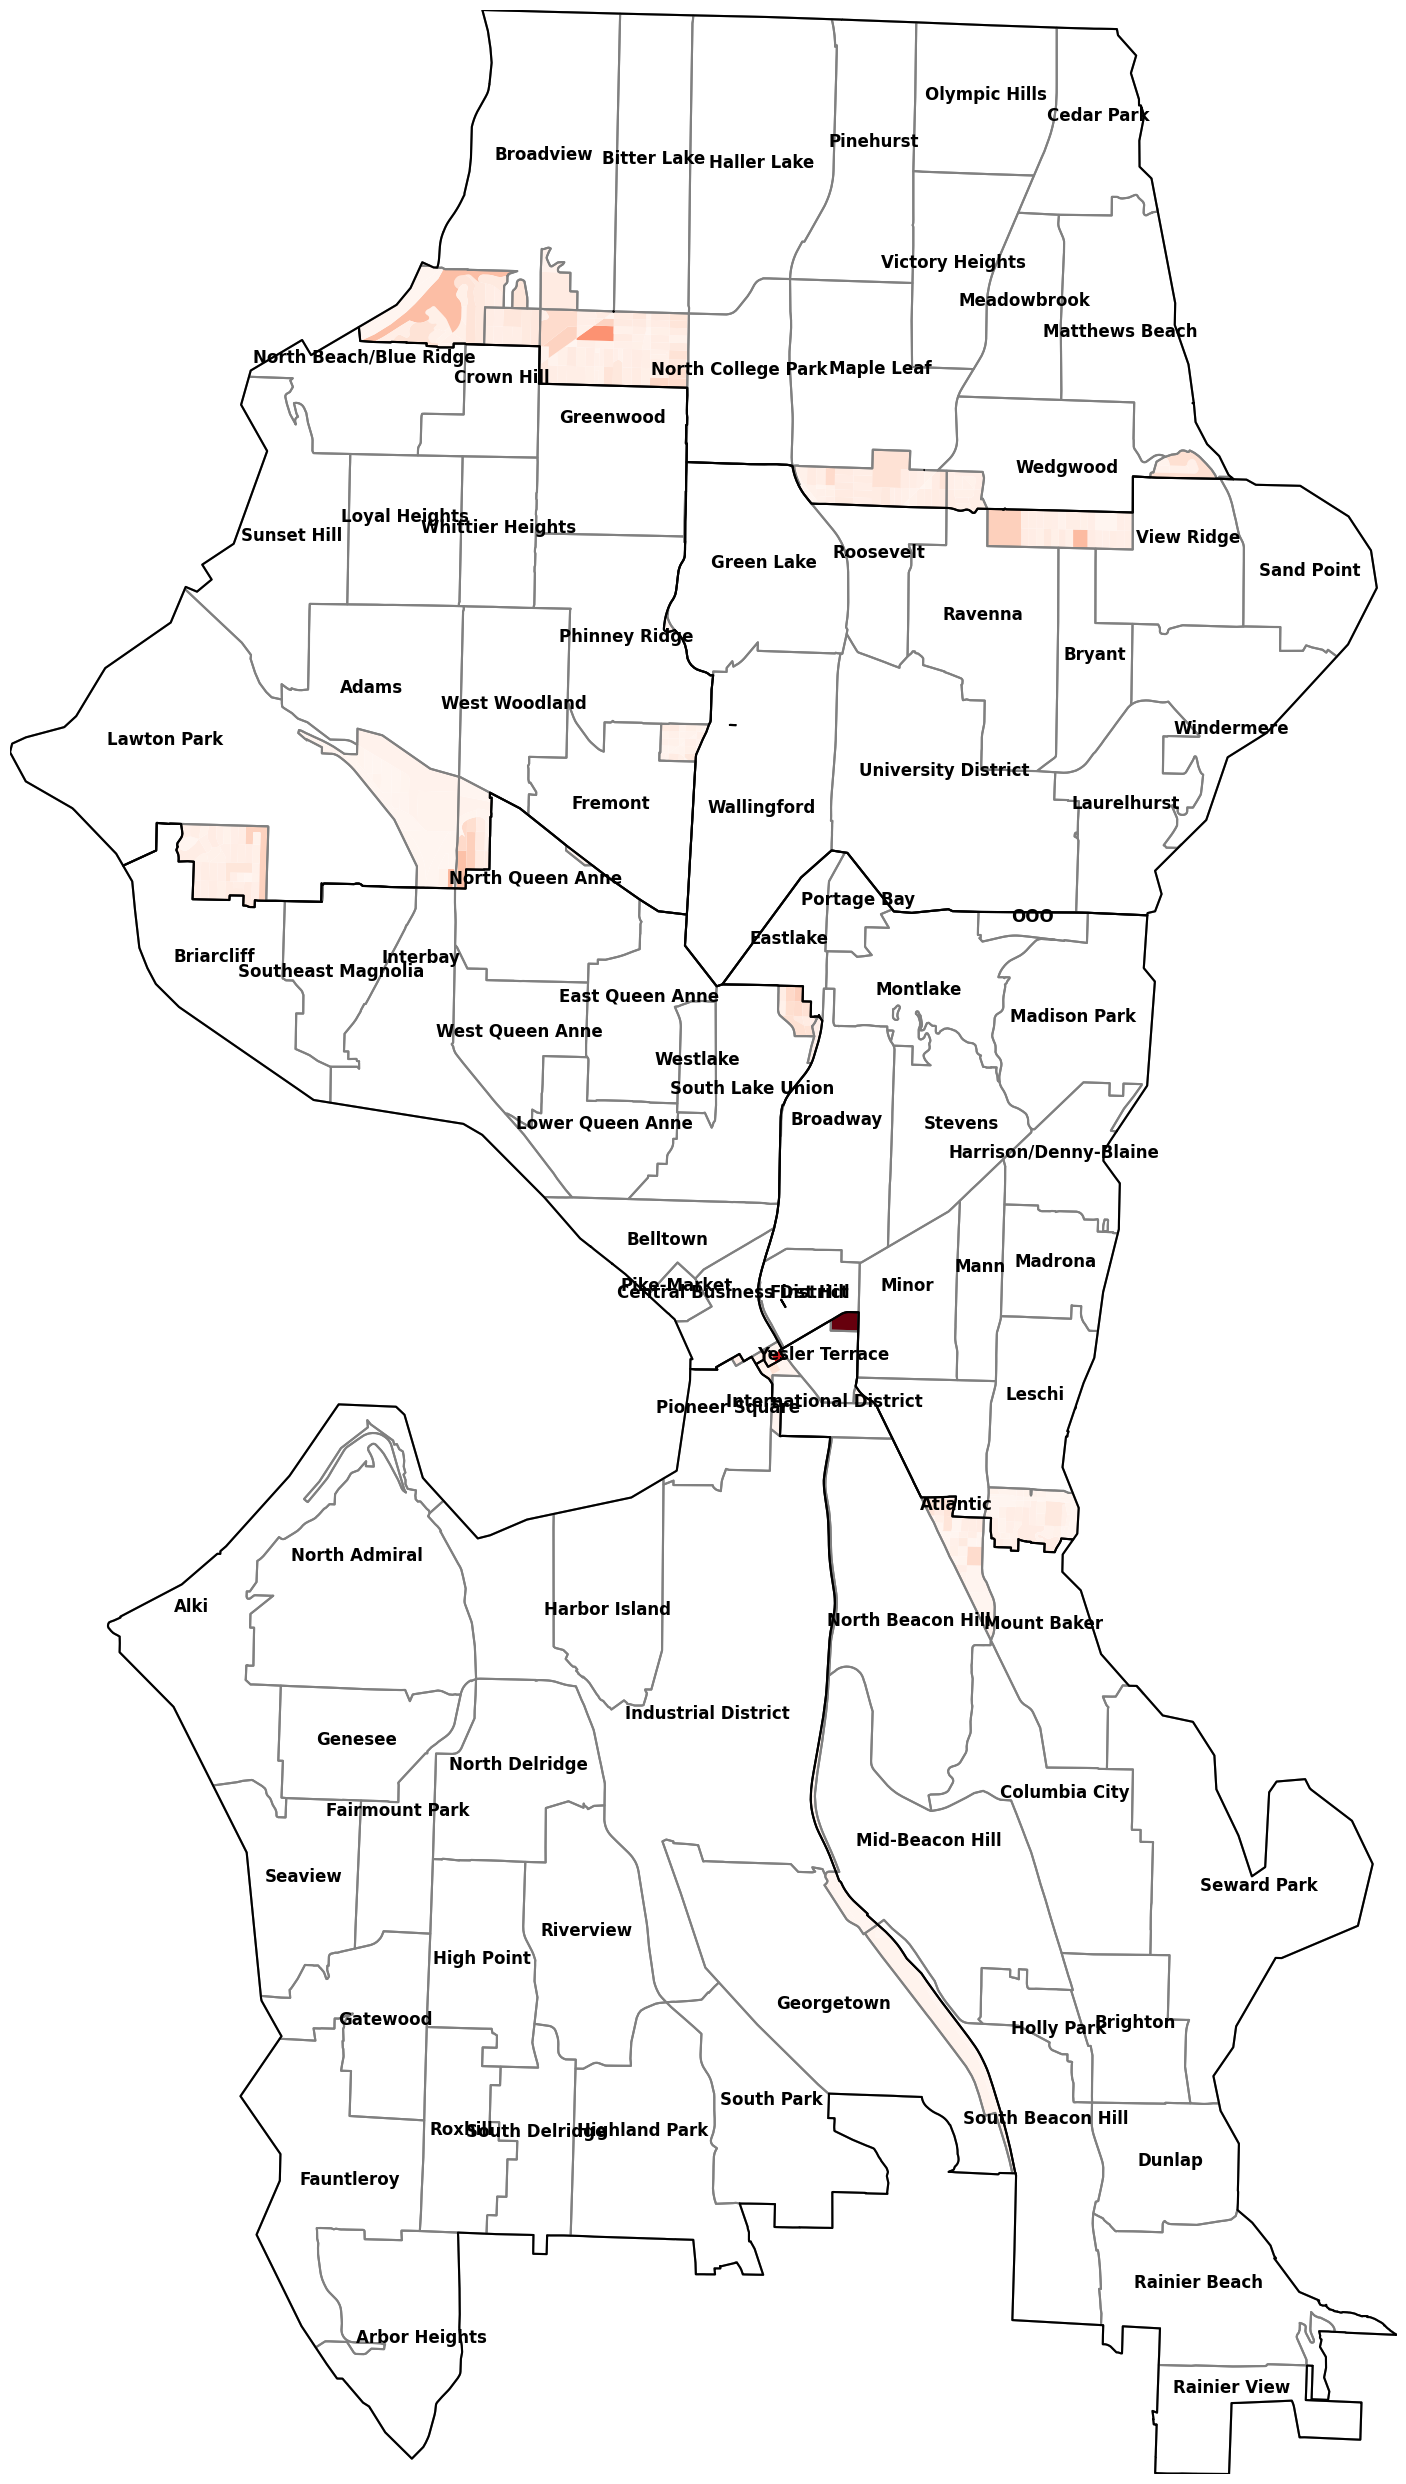 Olympic Hills
Cedar Park
Pinehurst
Broadview
Bitter Lake
Haller Lake
Victory Heights
Meadowbrook
Matthews Beach
North Beach/Blue Ridge
North College Park
Maple Leaf
Crown Hill
Greenwood
Wedgwood
Loyal Heights
Whittier Heights
Sunset Hill
View Ridge
Roosevelt
Green Lake
Sand Point
Ravenna
Phinney Ridge
Bryant
Adams
West Woodland
Windermere
Lawton Park
University District
Fremont
Wallingford
Laurelhurst
North Queen Anne
Portage Bay
OOO
Eastlake
Briarcliff
Interbay
Southeast Magnolia
Montlake
East Queen Anne
Madison Park
West Queen Anne
Westlake
South Lake Union
Broadway
Lower Queen Anne
Stevens
Harrison/Denny-Blaine
Belltown
Madrona
Mann
Pike-Market
Minor
Central Business District
First Hill
Yesler Terrace
Leschi
International District
Pioneer Square
Atlantic
North Admiral
Alki
Harbor Island
North Beacon Hill
Mount Baker
Industrial District
Genesee
North Delridge
Columbia City
Fairmount Park
Mid-Beacon Hill
Seaview
Seward Park
Riverview
High Point
Georgetown
Gatewood
Brighton
Holly Park
South Park
South Beacon Hill
Roxhill
South Delridge
Highland Park
Dunlap
Fauntleroy
Rainier Beach
Arbor Heights
Rainier View